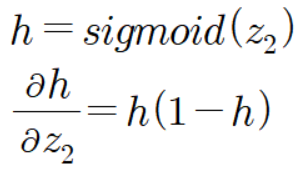 h = sigmoid(z₂)
∂h/∂z₂ = h(1−h)